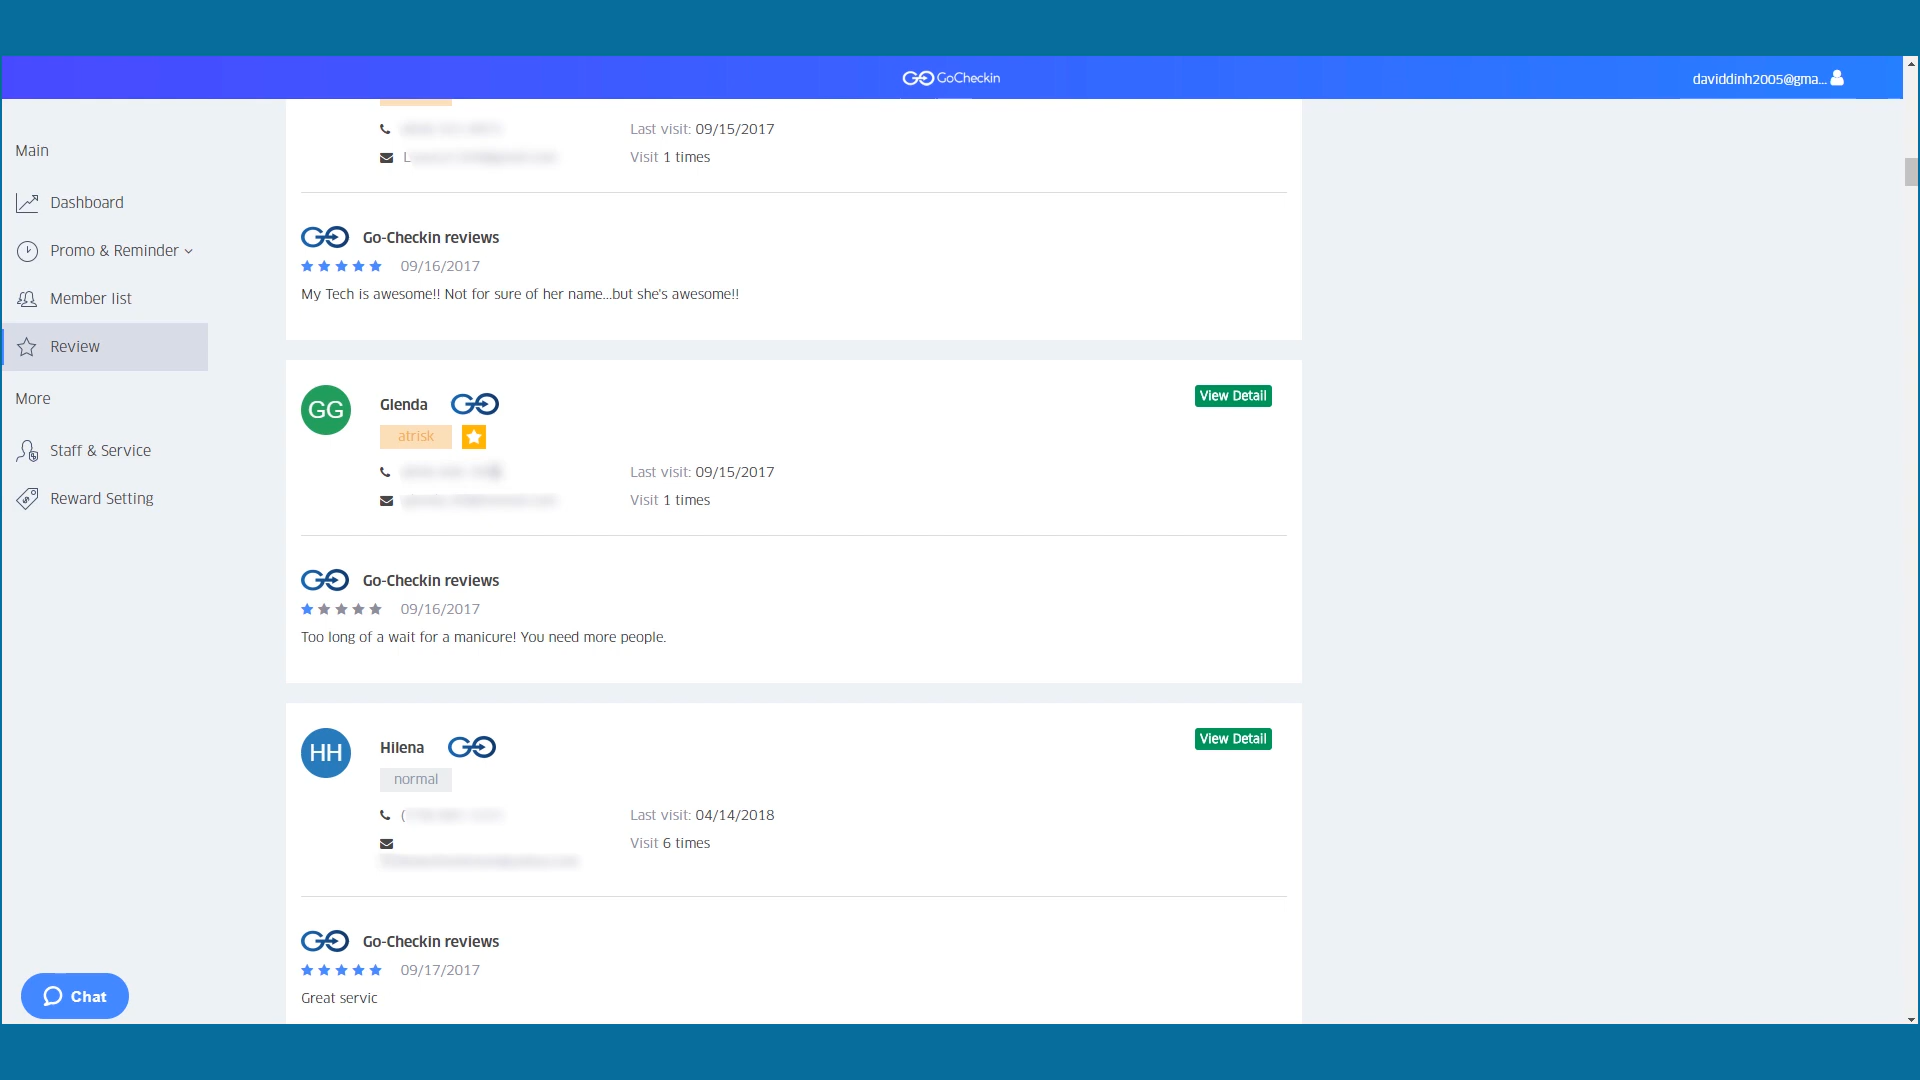 GoCheckin
daviddinh2005@gma...
Main
Dashboard
Promo & Reminder
Member list
Review
More
Staff & Service
Reward Setting
Chat
Last visit: 09/15/2017
L
Visit 1 times
Go-Checkin reviews
09/16/2017
My Tech is awesome!! Not for sure of her name...but she's awesome!!
GG
Glenda
View Detail
atrisk
Last visit: 09/15/2017
Visit 1 times
Go-Checkin reviews
09/16/2017
Too long of a wait for a manicure! You need more people.
HH
Hilena
View Detail
normal
(
Last visit: 04/14/2018
Visit 6 times
Go-Checkin reviews
09/17/2017
Great servic